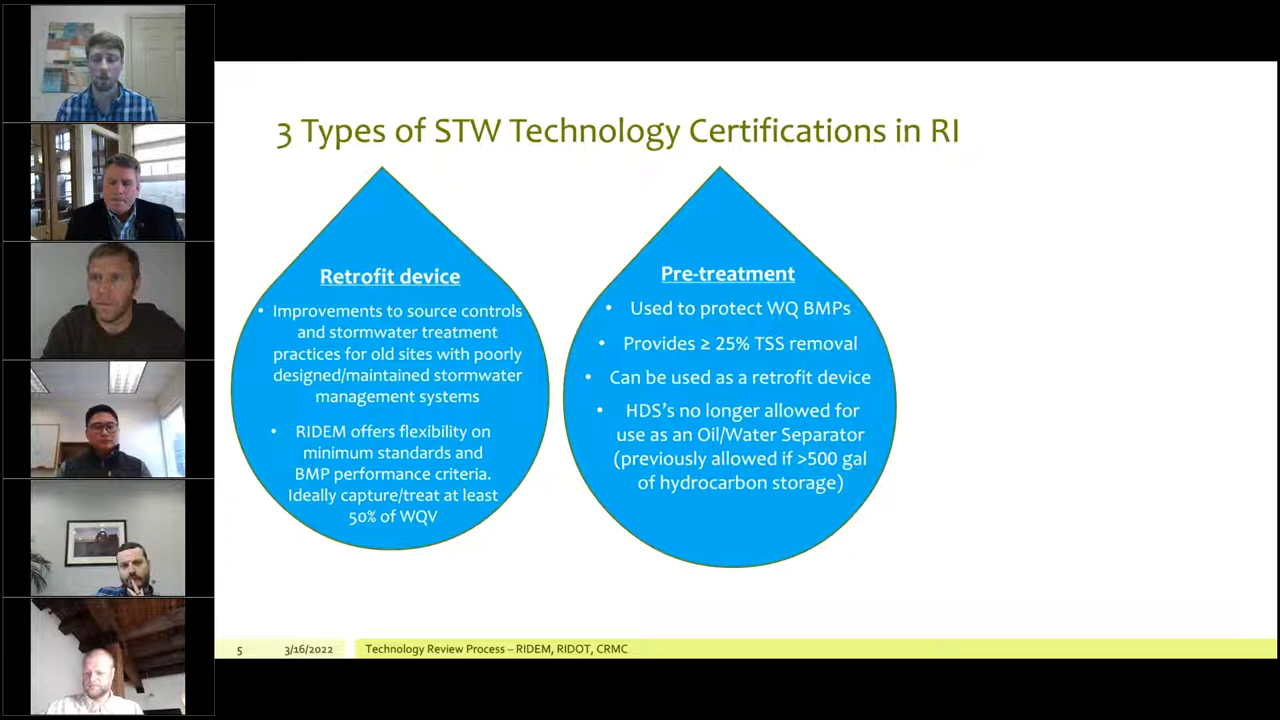 3 Types of STW Technology Certifications in RI
Retrofit device
• Improvements to source controls
and stormwater treatment
practices for old sites with poorly
designed/maintained stormwater
management systems
• RIDEM offers flexibility on
minimum standards and
BMP performance criteria.
Ideally capture/treat at least
50% of WQV
Pre-treatment
• Used to protect WQ BMPs
• Provides ≥ 25% TSS removal
• Can be used as a retrofit device
• HDS's no longer allowed for
use as an Oil/Water Separator
(previously allowed if >500 gal
of hydrocarbon storage)
5 3/16/2022 Technology Review Process – RIDEM, RIDOT, CRMC